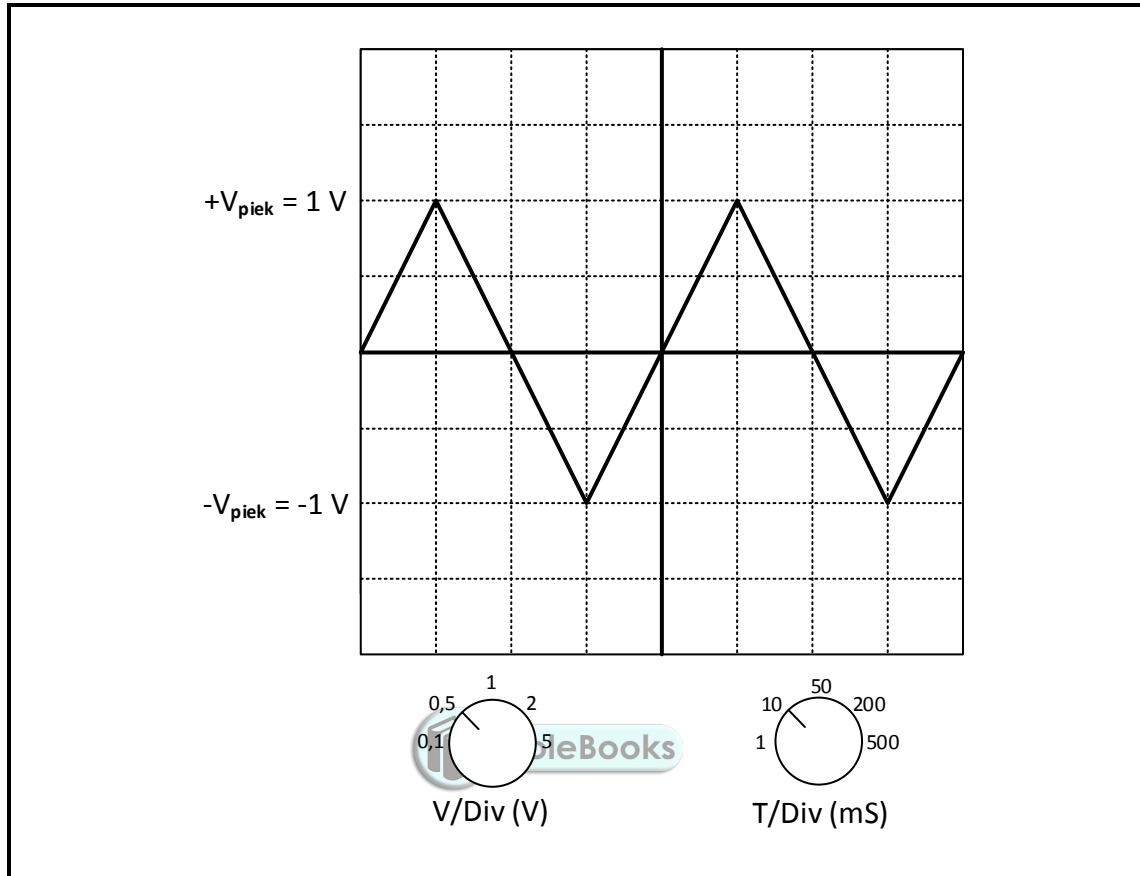 +Vpiek = 1 V
-Vpiek = -1 V
1
0,5
2
0,1
5
V/Div (V)
50
10
200
1
500
T/Div (mS)
leBooks